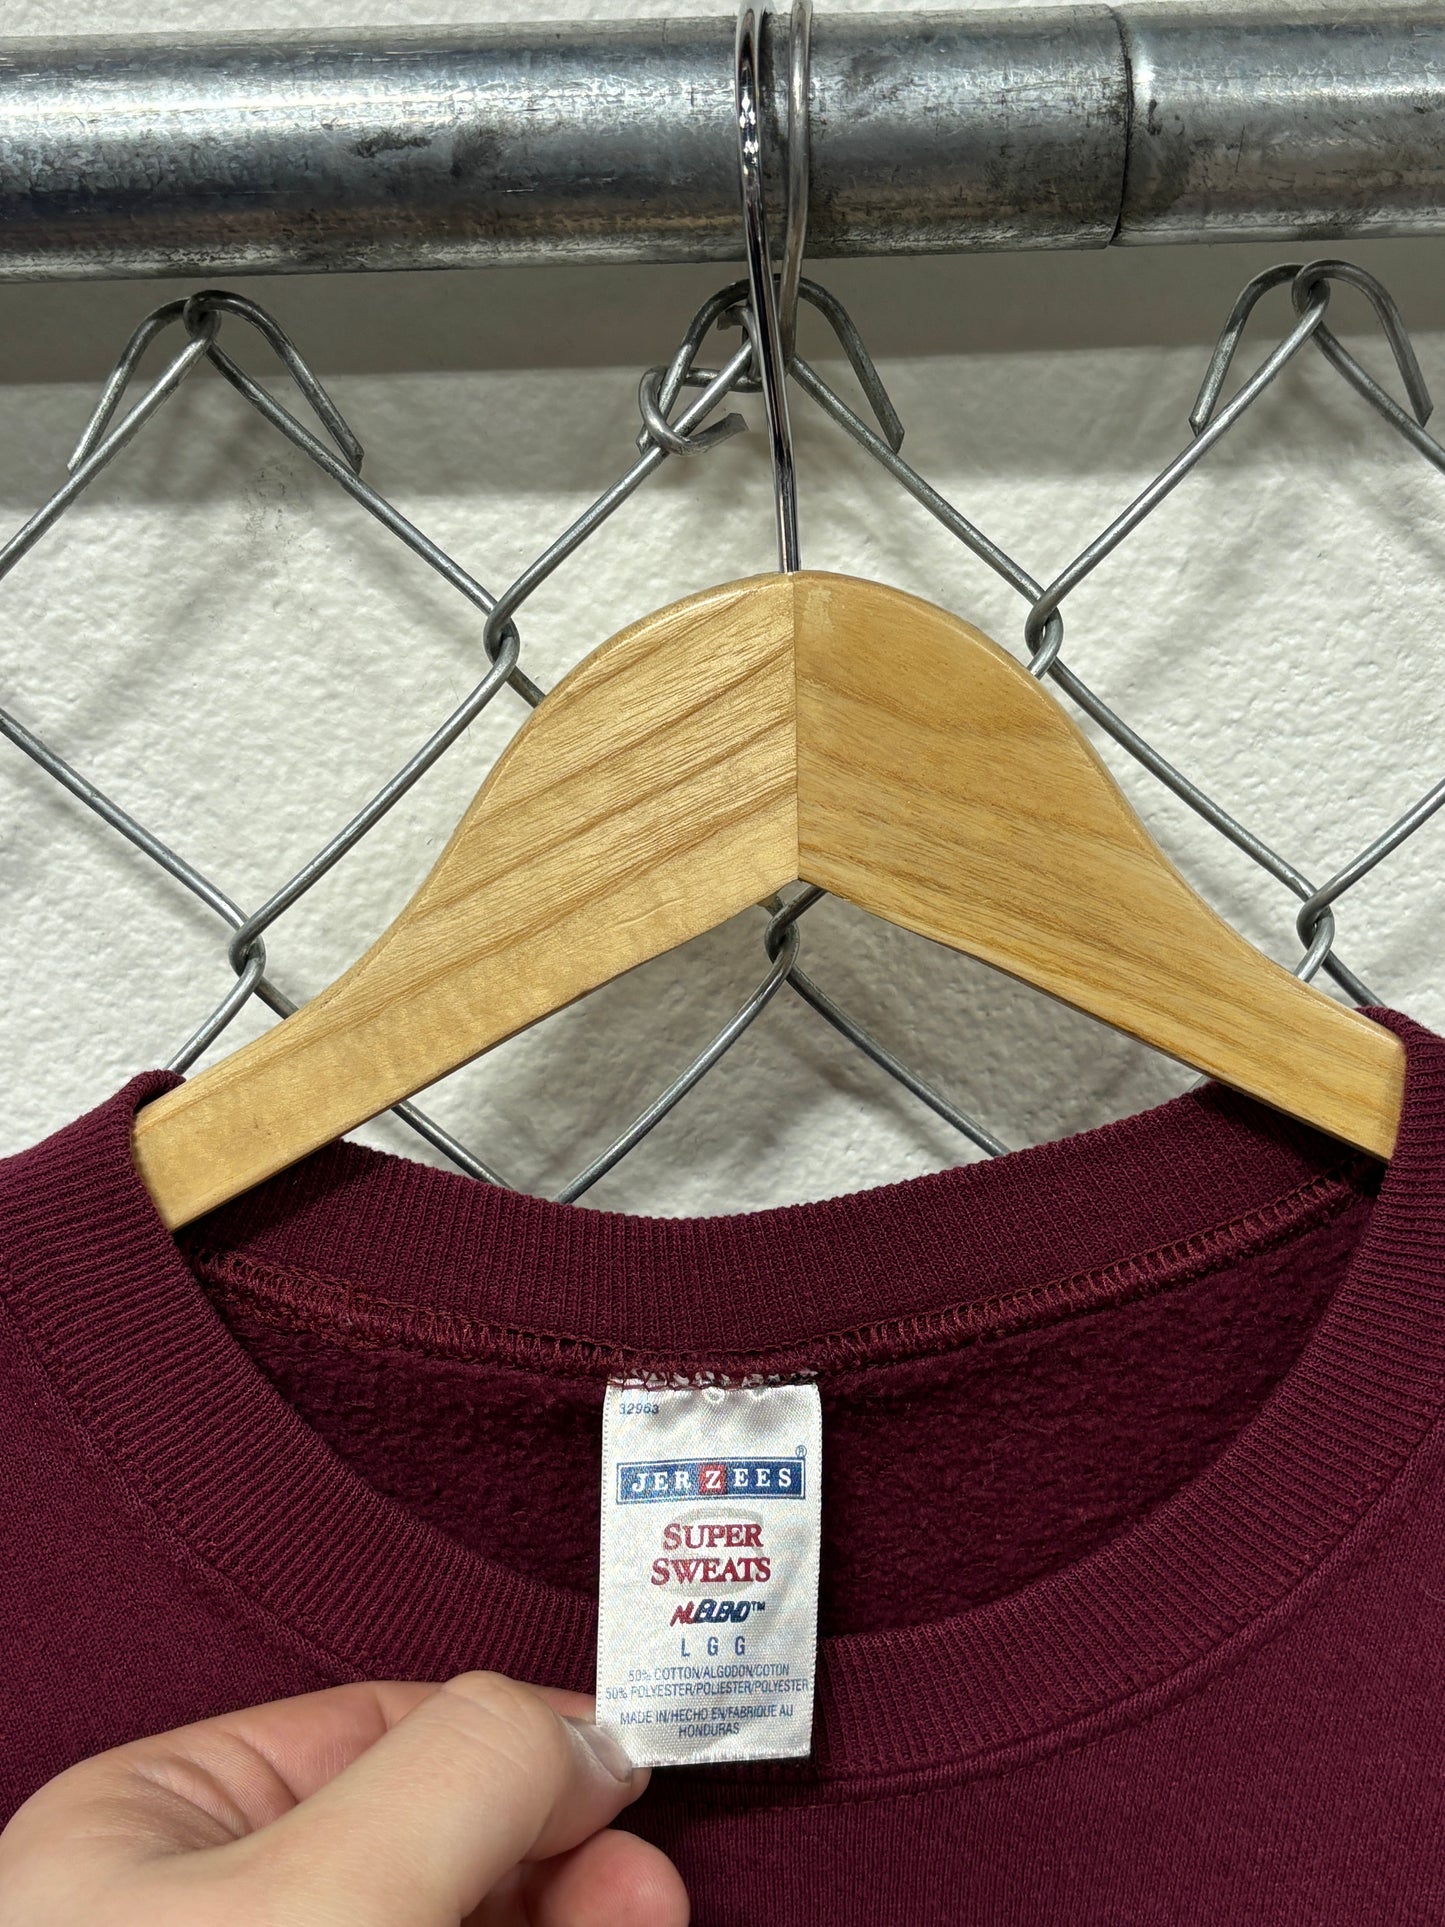 32963
JERZEES®
SUPER
SWEATS
NUBLEND™
L G G
50% COTTON/ALGODON/COTON
50% POLYESTER/POLIESTER/POLYESTER
MADE IN/HECHO EN/FABRIQUE AU
HONDURAS